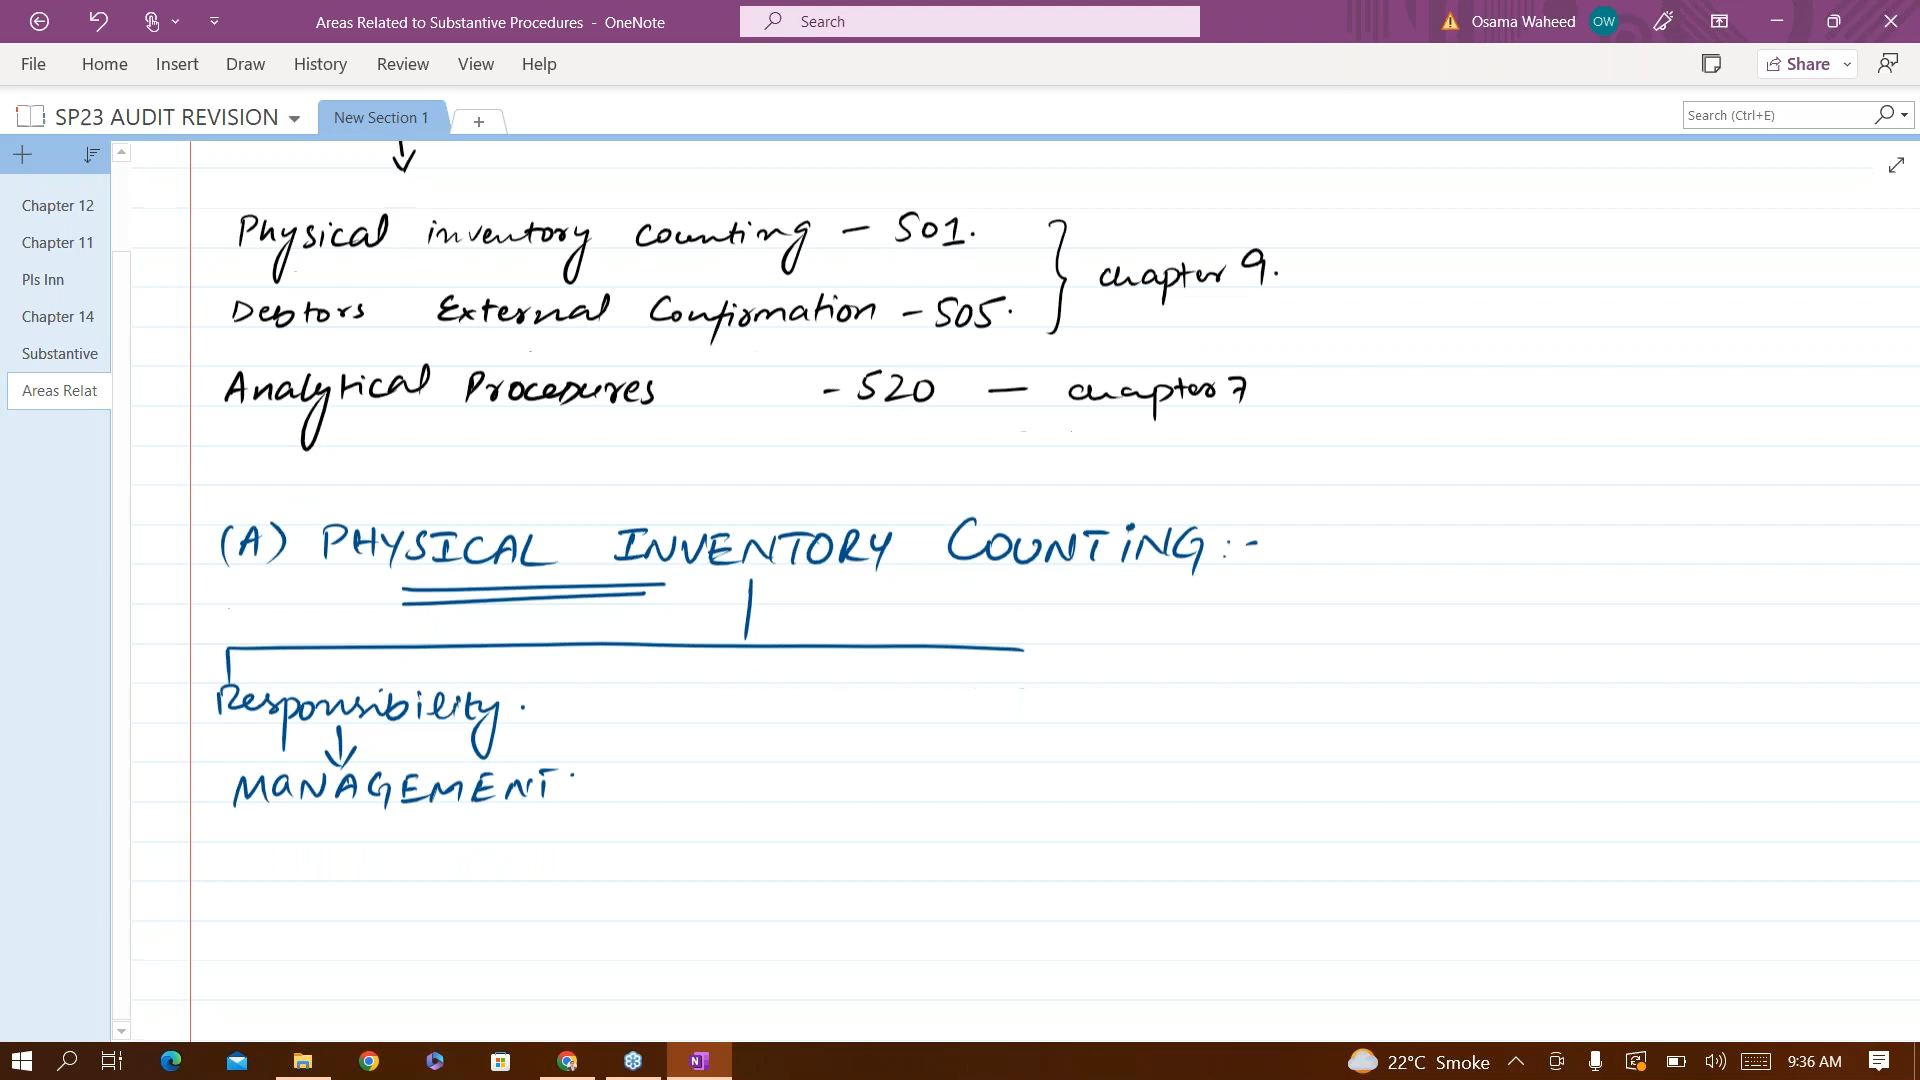 Areas Related to Substantive Procedures - OneNote
Search
Osama Waheed
OW
File Home Insert Draw History Review View Help
Share
SP23 AUDIT REVISION
New Section 1
Search (Ctrl+E)
Chapter 12
Chapter 11
Pls Inn
Chapter 14
Substantive
Areas Relat
Physical inventory counting - 501.
Debtors External Confirmation - 505.
chapter 9.
Analytical Procedures - 520 - chapter 7
(A) PHYSICAL INVENTORY COUNTING :-
Responsibility.
MANAGEMENT.
22°C Smoke
9:36 AM